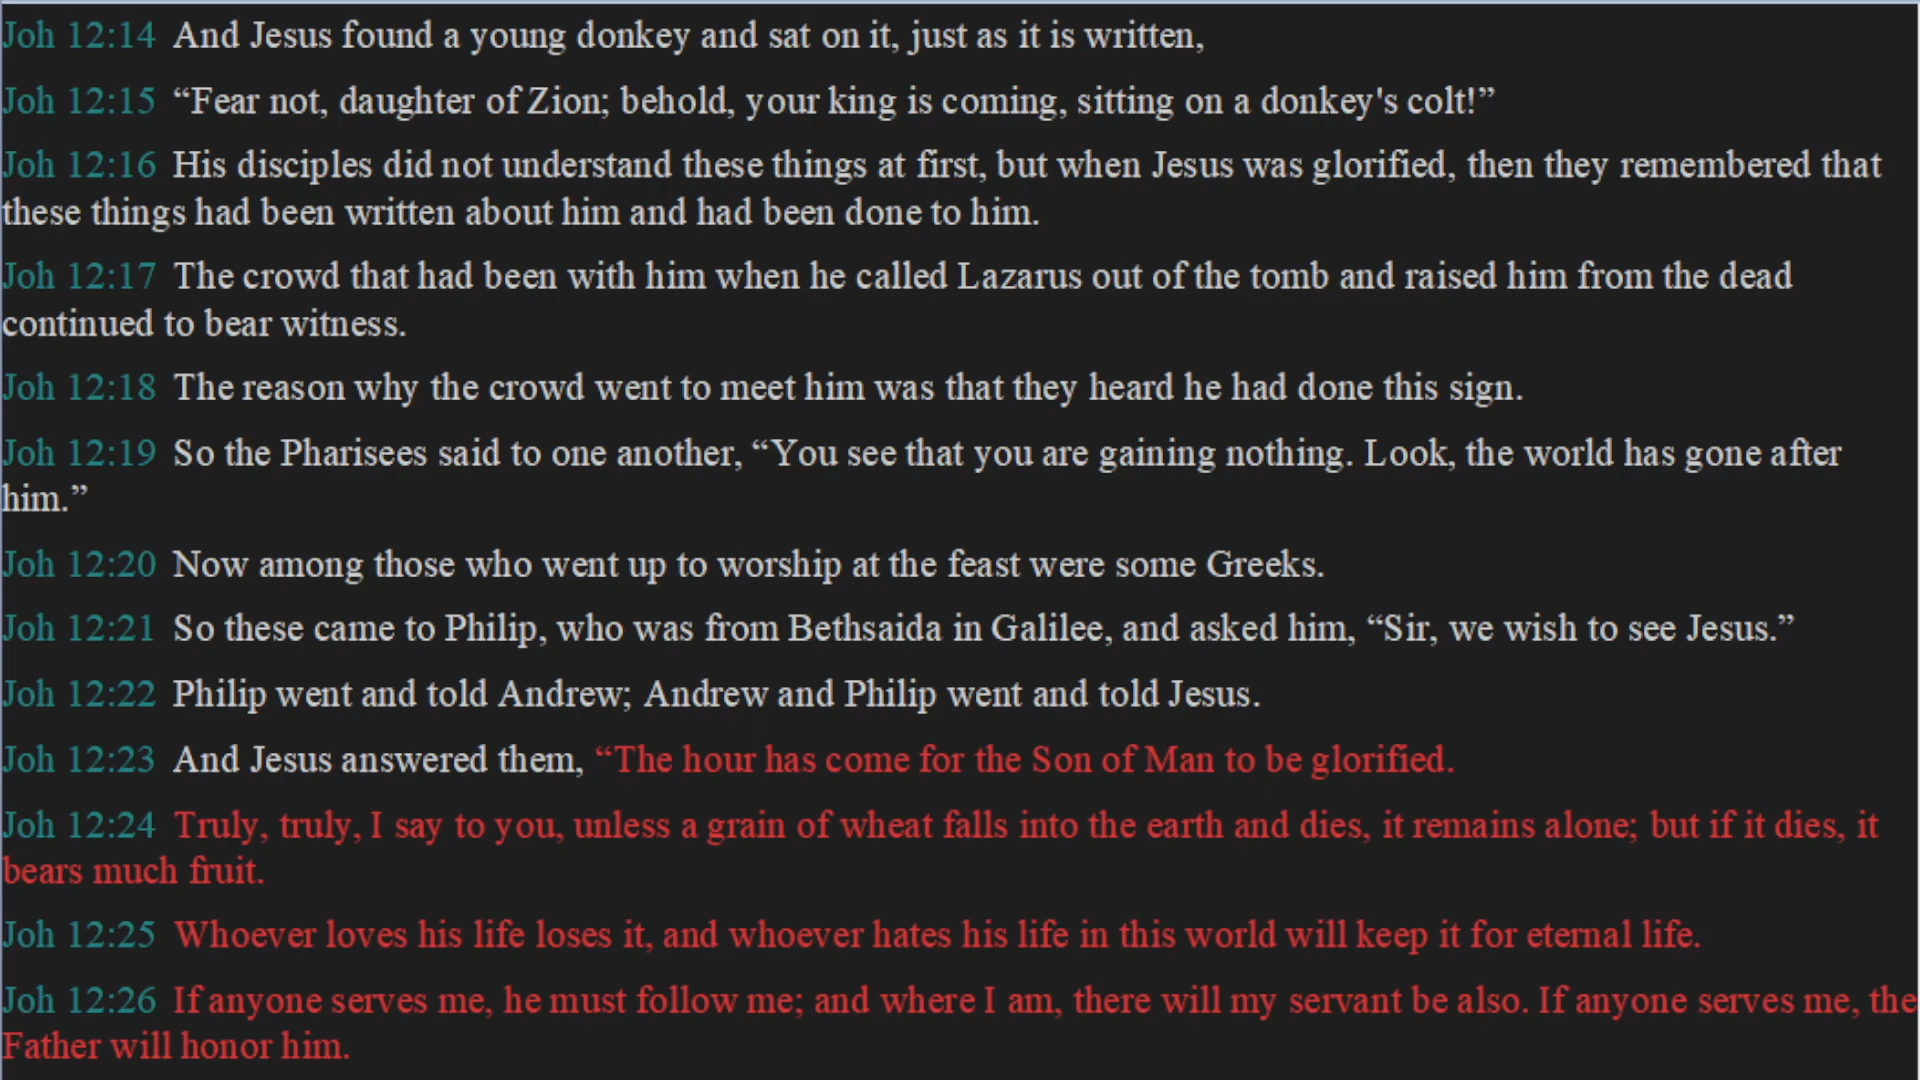 Joh 12:14 And Jesus found a young donkey and sat on it, just as it is written,
Joh 12:15 “Fear not, daughter of Zion; behold, your king is coming, sitting on a donkey's colt!”
Joh 12:16 His disciples did not understand these things at first, but when Jesus was glorified, then they remembered that
these things had been written about him and had been done to him.
Joh 12:17 The crowd that had been with him when he called Lazarus out of the tomb and raised him from the dead
continued to bear witness.
Joh 12:18 The reason why the crowd went to meet him was that they heard he had done this sign.
Joh 12:19 So the Pharisees said to one another, “You see that you are gaining nothing. Look, the world has gone after
him.”
Joh 12:20 Now among those who went up to worship at the feast were some Greeks.
Joh 12:21 So these came to Philip, who was from Bethsaida in Galilee, and asked him, “Sir, we wish to see Jesus.”
Joh 12:22 Philip went and told Andrew; Andrew and Philip went and told Jesus.
Joh 12:23 And Jesus answered them, “The hour has come for the Son of Man to be glorified.
Joh 12:24 Truly, truly, I say to you, unless a grain of wheat falls into the earth and dies, it remains alone; but if it dies, it
bears much fruit.
Joh 12:25 Whoever loves his life loses it, and whoever hates his life in this world will keep it for eternal life.
Joh 12:26 If anyone serves me, he must follow me; and where I am, there will my servant be also. If anyone serves me, the
Father will honor him.